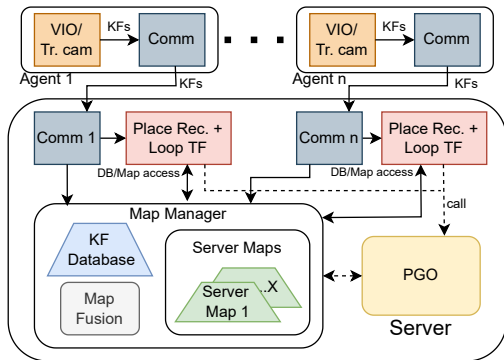 VIO/
Tr. cam
KFs
Comm
Agent 1
VIO/
Tr. cam
KFs
Comm
Agent n
KFs
KFs
Comm 1
Place Rec. +
Loop TF
Comm n
Place Rec. +
Loop TF
DB/Map access
DB/Map access
call
Map Manager
KF
Database
Map
Fusion
Server Maps
..X
Server
Map 1
PGO
Server